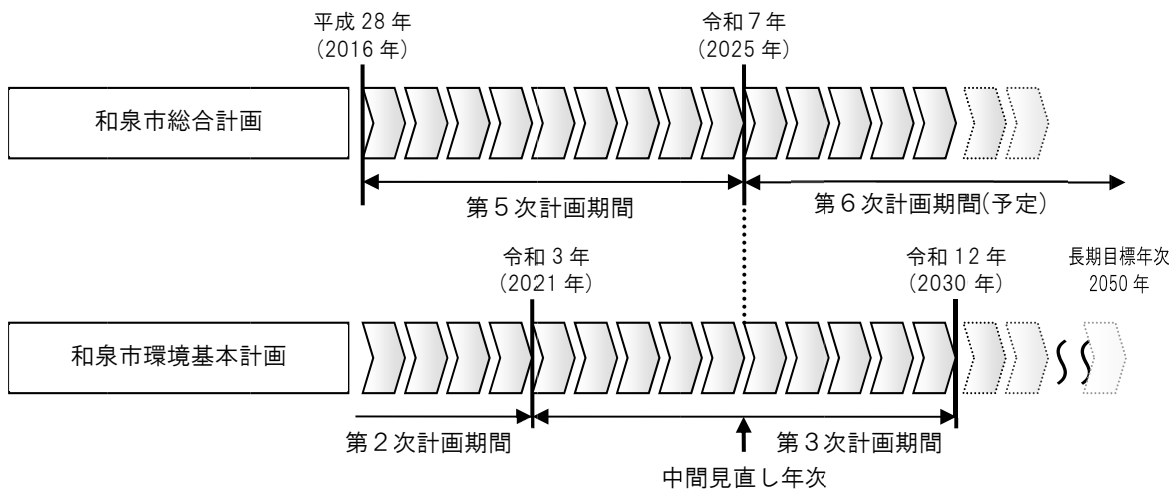 平成 28 年
(2016 年)
令和 7 年
(2025 年)
和泉市総合計画
第５次計画期間
第６次計画期間(予定)
令和 3 年
(2021 年)
令和 12 年
(2030 年)
長期目標年次
2050 年
和泉市環境基本計画
第２次計画期間
第３次計画期間
中間見直し年次